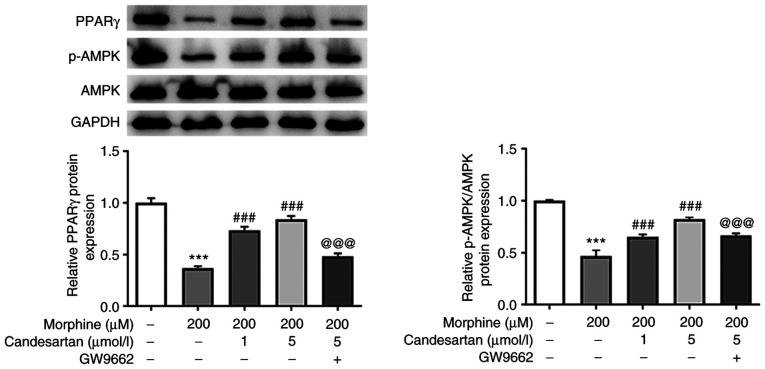 PPARγ
p-AMPK
AMPK
GAPDH
Relative PPARγ protein
expression
1.5
1.0
0.5
0.0
***
###
###
@@@
Morphine (μM) – 200 200 200 200
Candesartan (μmol/l) – – 1 5 5
GW9662 – – – – +
Relative p-AMPK/AMPK
protein expression
1.5
1.0
0.5
0.0
***
###
###
@@@
Morphine (μM) – 200 200 200 200
Candesartan (μmol/l) – – 1 5 5
GW9662 – – – – +